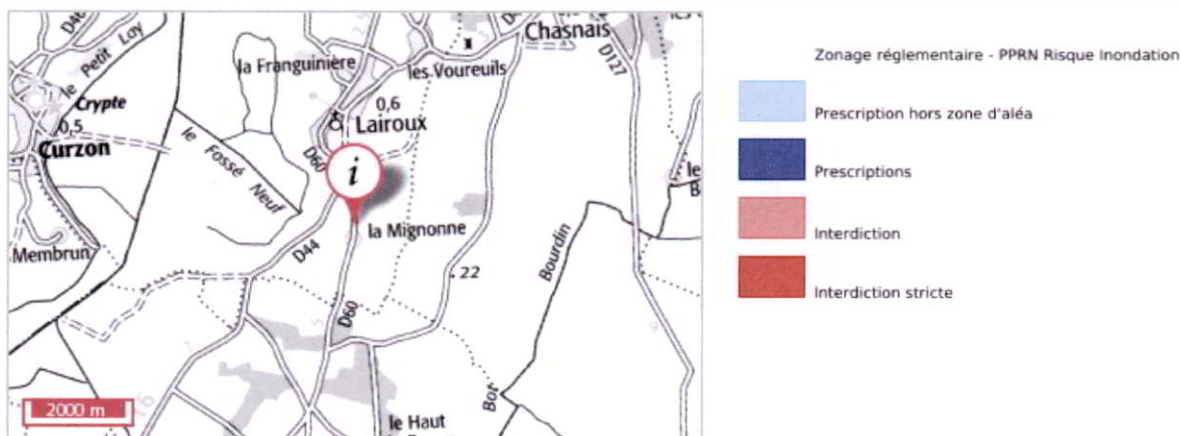 D46
le Petit Lay
Crypte
0,5
Curzon
Membrun
la Franguinière
le Fossé Neuf
les Voureuils
Chasnais
D127
0,6
Lairoux
D60
i
la Mignonne
D44
D60
22
Bourdin
Bot
le Haut
2000 m
Zonage réglementaire - PPRN Risque Inondation
Prescription hors zone d'aléa
Prescriptions
Interdiction
Interdiction stricte